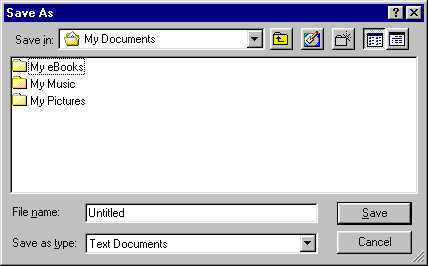 Save As
Save in: My Documents
My eBooks
My Music
My Pictures
File name: Untitled
Save
Save as type: Text Documents
Cancel